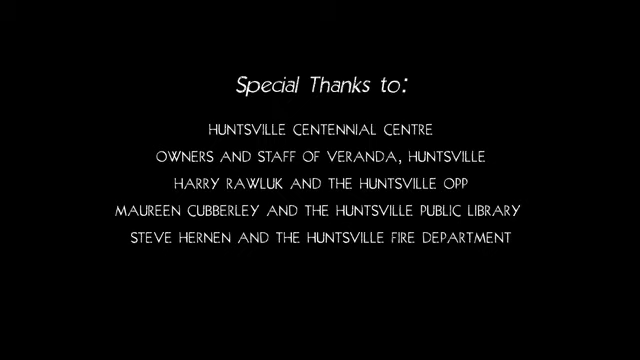 Special Thanks to:
HUNTSVILLE CENTENNIAL CENTRE
OWNERS AND STAFF OF VERANDA, HUNTSVILLE
HARRY RAWLUK AND THE HUNTSVILLE OPP
MAUREEN CUBBERLEY AND THE HUNTSVILLE PUBLIC LIBRARY
STEVE HERNEN AND THE HUNTSVILLE FIRE DEPARTMENT